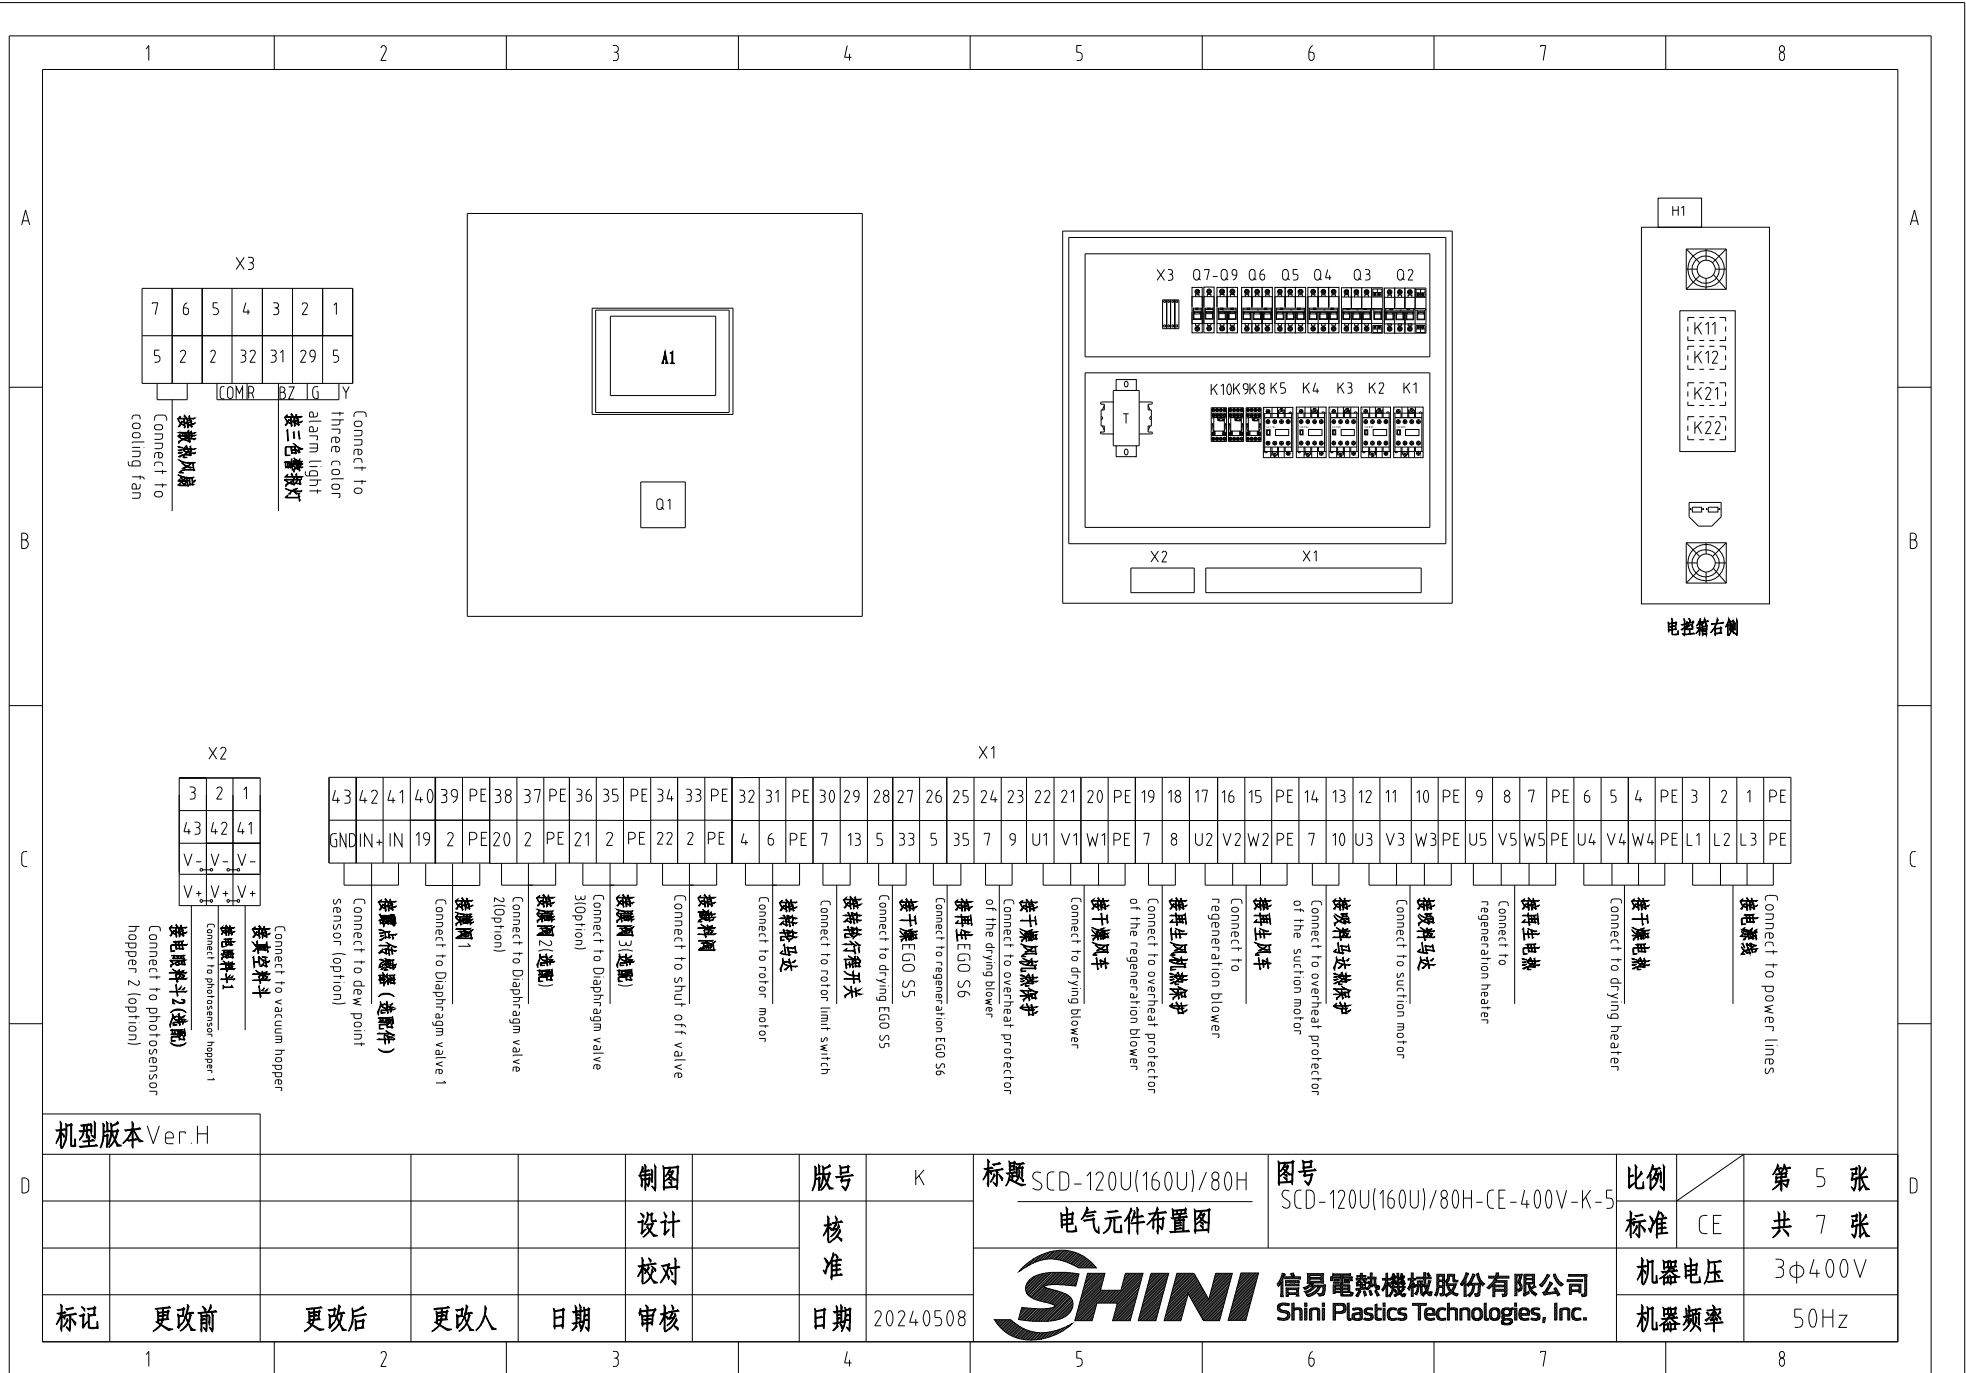 1 2 3 4 5 6 7 8
A A
B B
C C
D D
X3
7 6 5 4 3 2 1
5 2 2 32 31 29 5
COM R BZ G Y
Connect to
three color
alarm light
接三色警报灯
接散热风扇
Connect to
cooling fan
A1
Q1
X3 Q7-Q9 Q6 Q5 Q4 Q3 Q2
T
K10 K9 K8 K5 K4 K3 K2 K1
X2 X1
H1
K11
K12
K21
K22
电控箱右侧
X2
3 2 1
43 42 41
V- V- V-
V+ V+ V+
Connect to vacuum hopper
接真空料斗
接电眼料斗1
Connect to photosensor hopper 1
接电眼料斗2(选配)
Connect to photosensor
hopper 2 (option)
X1
43 42 41 40 39 PE 38 37 PE 36 35 PE 34 33 PE 32 31 PE 30 29 28 27 26 25 24 23 22 21 20 PE 19 18 17 16 15 PE 14 13 12 11 10 PE 9 8 7 PE 6 5 4 PE 3 2 1 PE
GND IN+ IN 19 2 PE 20 2 PE 21 2 PE 22 2 PE 4 6 PE 7 13 5 33 5 35 7 9 U1 V1 W1 PE 7 8 U2 V2 W2 PE 7 10 U3 V3 W3 PE U5 V5 W5 PE U4 V4 W4 PE L1 L2 L3 PE
Connect to power lines
接电源线
接干燥电热
Connect to drying heater
接再生电热
Connect to
regeneration heater
接吸料马达
Connect to suction motor
接吸料马达热保护
Connect to overheat protector
of the suction motor
接再生风车
Connect to
regeneration blower
接再生风机热保护
Connect to overheat protector
of the regeneration blower
接干燥风车
Connect to drying blower
接干燥风机热保护
Connect to overheat protector
of the drying blower
接再生EGO S6
Connect to regeneration EGO S6
接干燥EGO S5
Connect to drying EGO S5
接转轮行程开关
Connect to rotor limit switch
接转轮马达
Connect to rotor motor
接截料阀
Connect to shut off valve
接膜阀3(选配)
Connect to Diaphragm valve
3(Option)
接膜阀2(选配)
Connect to Diaphragm valve
2(Option)
接膜阀1
Connect to Diaphragm valve 1
接露点传感器(选配件)
Connect to dew point
sensor (option)
机型版本Ver.H
制图 版号 K
设计 核准
校对
标记 更改前 更改后 更改人 日期 审核 日期 20240508
标题 SCD-120U(160U)/80H
电气元件布置图
图号
SCD-120U(160U)/80H-CE-400V-K-5
比例 第 5 张
标准 CE 共 7 张
机器电压 3φ400V
机器频率 50Hz
SHINI
信易電熱機械股份有限公司
Shini Plastics Technologies, Inc.
1 2 3 4 5 6 7 8